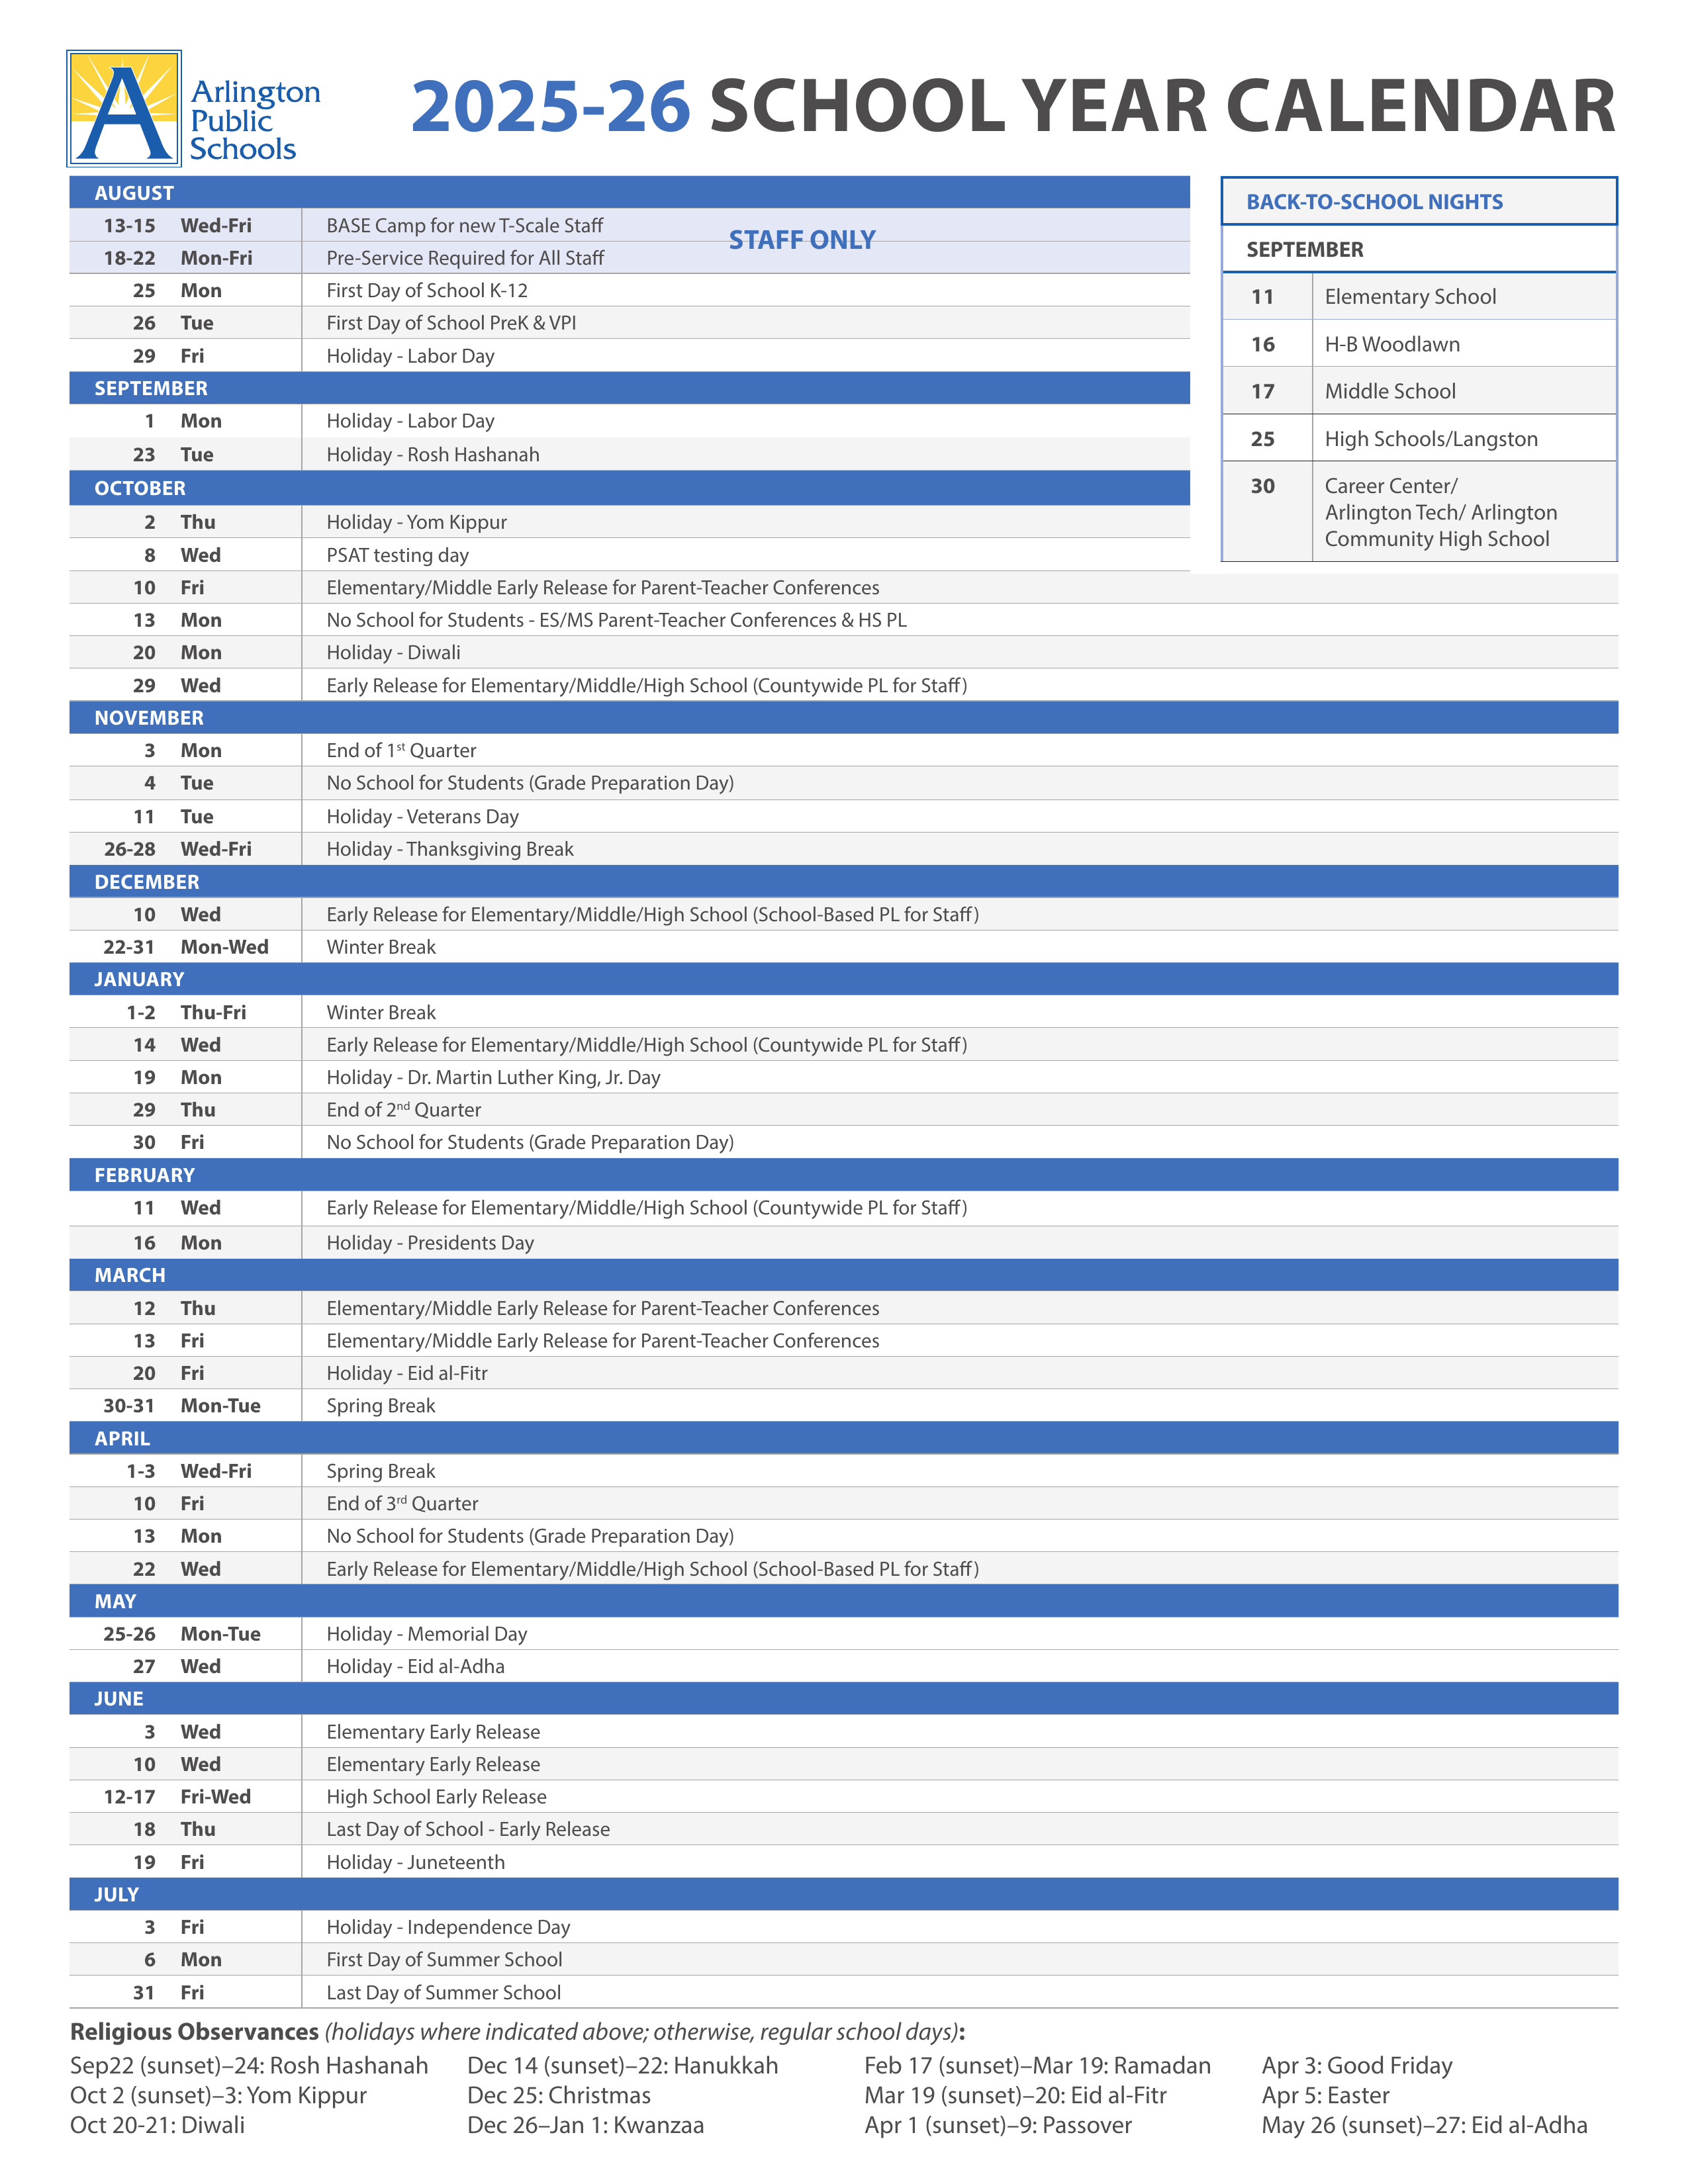 Arlington
Public
Schools
2025-26 SCHOOL YEAR CALENDAR
AUGUST
13-15 Wed-Fri BASE Camp for new T-Scale Staff
STAFF ONLY
18-22 Mon-Fri Pre-Service Required for All Staff
25 Mon First Day of School K-12
26 Tue First Day of School PreK & VPI
29 Fri Holiday - Labor Day
SEPTEMBER
1 Mon Holiday - Labor Day
23 Tue Holiday - Rosh Hashanah
OCTOBER
2 Thu Holiday - Yom Kippur
8 Wed PSAT testing day
10 Fri Elementary/Middle Early Release for Parent-Teacher Conferences
13 Mon No School for Students - ES/MS Parent-Teacher Conferences & HS PL
20 Mon Holiday - Diwali
29 Wed Early Release for Elementary/Middle/High School (Countywide PL for Staff)
NOVEMBER
3 Mon End of 1st Quarter
4 Tue No School for Students (Grade Preparation Day)
11 Tue Holiday - Veterans Day
26-28 Wed-Fri Holiday - Thanksgiving Break
DECEMBER
10 Wed Early Release for Elementary/Middle/High School (School-Based PL for Staff)
22-31 Mon-Wed Winter Break
JANUARY
1-2 Thu-Fri Winter Break
14 Wed Early Release for Elementary/Middle/High School (Countywide PL for Staff)
19 Mon Holiday - Dr. Martin Luther King, Jr. Day
29 Thu End of 2nd Quarter
30 Fri No School for Students (Grade Preparation Day)
FEBRUARY
11 Wed Early Release for Elementary/Middle/High School (Countywide PL for Staff)
16 Mon Holiday - Presidents Day
MARCH
12 Thu Elementary/Middle Early Release for Parent-Teacher Conferences
13 Fri Elementary/Middle Early Release for Parent-Teacher Conferences
20 Fri Holiday - Eid al-Fitr
30-31 Mon-Tue Spring Break
APRIL
1-3 Wed-Fri Spring Break
10 Fri End of 3rd Quarter
13 Mon No School for Students (Grade Preparation Day)
22 Wed Early Release for Elementary/Middle/High School (School-Based PL for Staff)
MAY
25-26 Mon-Tue Holiday - Memorial Day
27 Wed Holiday - Eid al-Adha
JUNE
3 Wed Elementary Early Release
10 Wed Elementary Early Release
12-17 Fri-Wed High School Early Release
18 Thu Last Day of School - Early Release
19 Fri Holiday - Juneteenth
JULY
3 Fri Holiday - Independence Day
6 Mon First Day of Summer School
31 Fri Last Day of Summer School
BACK-TO-SCHOOL NIGHTS
SEPTEMBER
11 Elementary School
16 H-B Woodlawn
17 Middle School
25 High Schools/Langston
30 Career Center/
Arlington Tech/ Arlington
Community High School
Religious Observances (holidays where indicated above; otherwise, regular school days):
Sep22 (sunset)–24: Rosh Hashanah
Oct 2 (sunset)–3: Yom Kippur
Oct 20-21: Diwali
Dec 14 (sunset)–22: Hanukkah
Dec 25: Christmas
Dec 26–Jan 1: Kwanzaa
Feb 17 (sunset)–Mar 19: Ramadan
Mar 19 (sunset)–20: Eid al-Fitr
Apr 1 (sunset)–9: Passover
Apr 3: Good Friday
Apr 5: Easter
May 26 (sunset)–27: Eid al-Adha